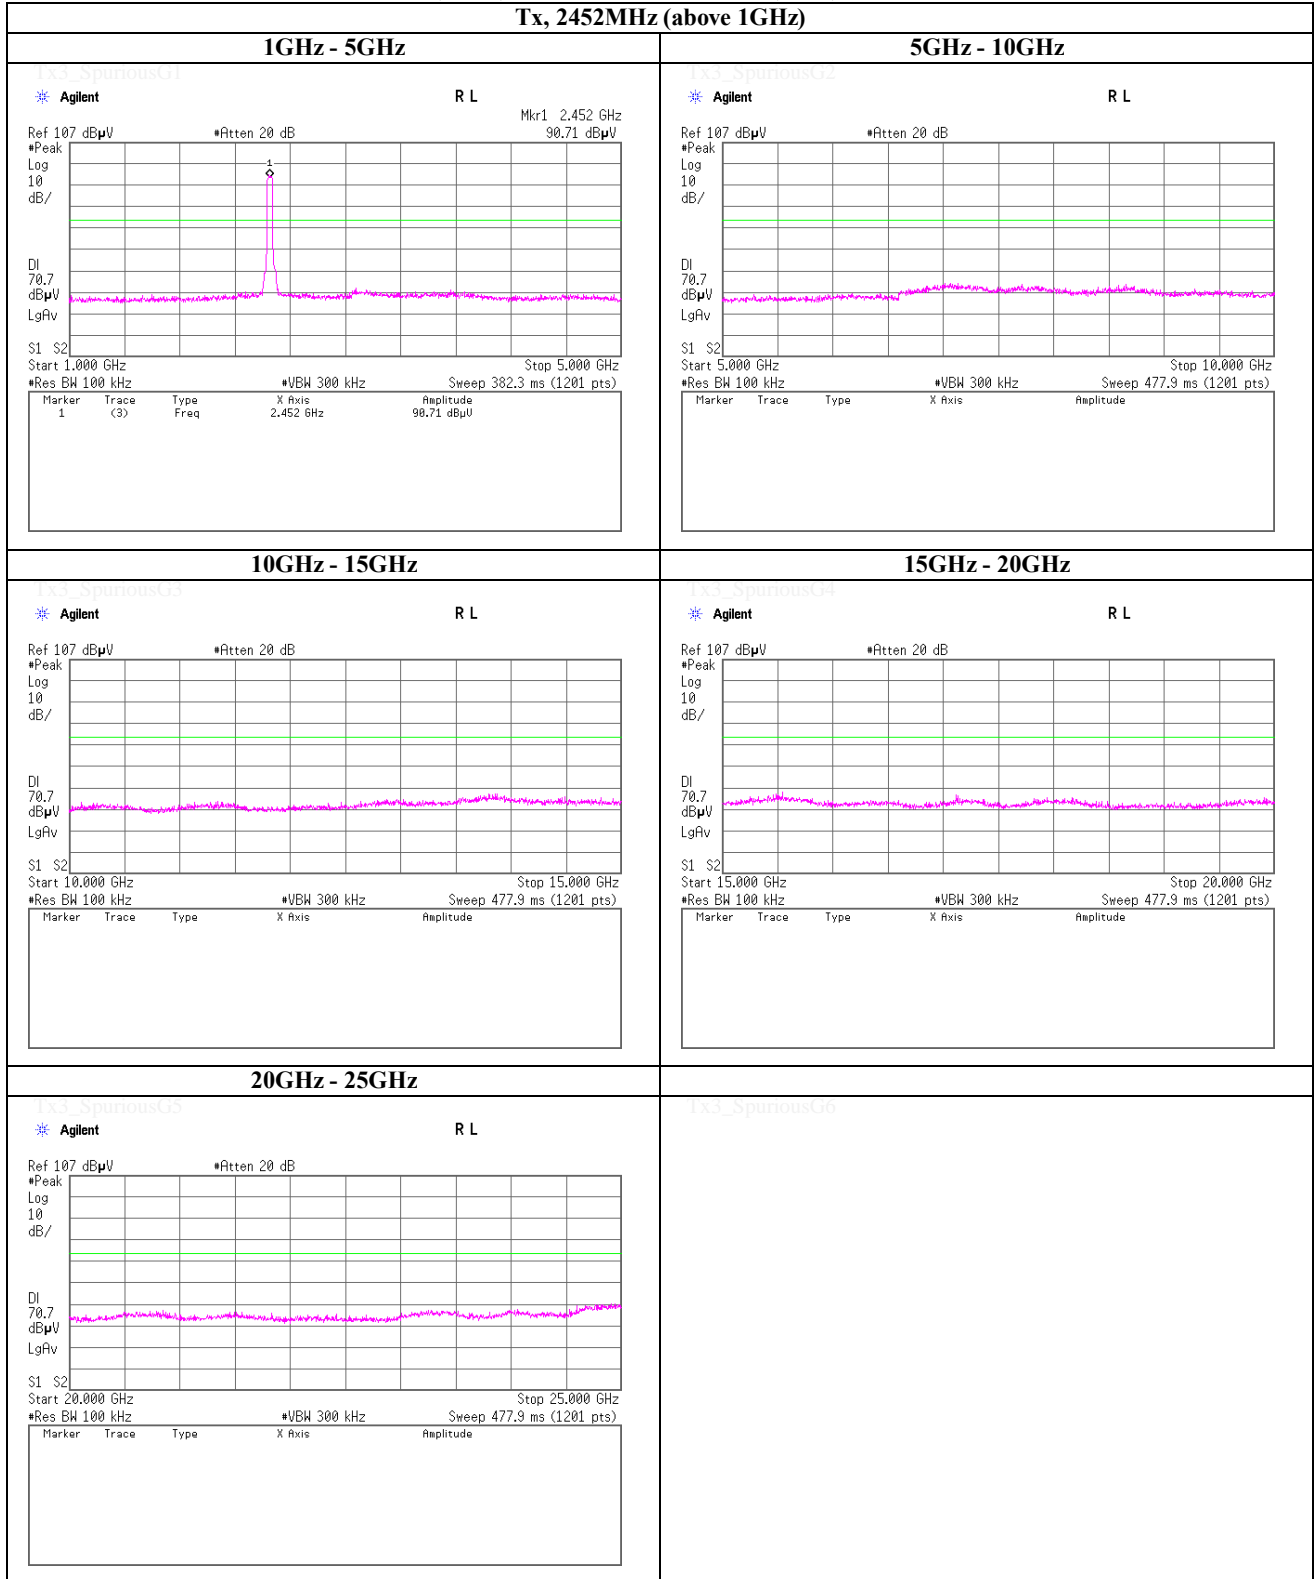 Tx, 2452MHz (above 1GHz)
1GHz - 5GHz
5GHz - 10GHz
Tx3_SpuriousG1
Agilent
R L
Mkr1 2.452 GHz
Ref 107 dBµV
#Atten 20 dB
90.71 dBµV
#Peak
Log
10
dB/
1
DI
70.7
dBµV
LgAv
S1 S2
Start 1.000 GHz
Stop 5.000 GHz
#Res BW 100 kHz
#VBW 300 kHz
Sweep 382.3 ms (1201 pts)
Marker Trace Type X Axis Amplitude
1 (3) Freq 2.452 GHz 90.71 dBµV
Tx3_SpuriousG2
Agilent
R L
Ref 107 dBµV
#Atten 20 dB
#Peak
Log
10
dB/
DI
70.7
dBµV
LgAv
S1 S2
Start 5.000 GHz
Stop 10.000 GHz
#Res BW 100 kHz
#VBW 300 kHz
Sweep 477.9 ms (1201 pts)
Marker Trace Type X Axis Amplitude
10GHz - 15GHz
15GHz - 20GHz
Tx3_SpuriousG3
Agilent
R L
Ref 107 dBµV
#Atten 20 dB
#Peak
Log
10
dB/
DI
70.7
dBµV
LgAv
S1 S2
Start 10.000 GHz
Stop 15.000 GHz
#Res BW 100 kHz
#VBW 300 kHz
Sweep 477.9 ms (1201 pts)
Marker Trace Type X Axis Amplitude
Tx3_SpuriousG4
Agilent
R L
Ref 107 dBµV
#Atten 20 dB
#Peak
Log
10
dB/
DI
70.7
dBµV
LgAv
S1 S2
Start 15.000 GHz
Stop 20.000 GHz
#Res BW 100 kHz
#VBW 300 kHz
Sweep 477.9 ms (1201 pts)
Marker Trace Type X Axis Amplitude
20GHz - 25GHz
Tx3_SpuriousG5
Agilent
R L
Ref 107 dBµV
#Atten 20 dB
#Peak
Log
10
dB/
DI
70.7
dBµV
LgAv
S1 S2
Start 20.000 GHz
Stop 25.000 GHz
#Res BW 100 kHz
#VBW 300 kHz
Sweep 477.9 ms (1201 pts)
Marker Trace Type X Axis Amplitude
Tx3_SpuriousG6